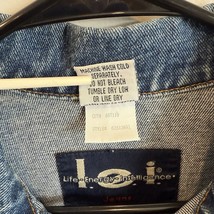 MACHINE WASH COLD
SEPARATELY.
DO NOT BLEACH
TUMBLE DRY LOW
OR LINE DRY
l.e.i.
Life Energy Intelligence